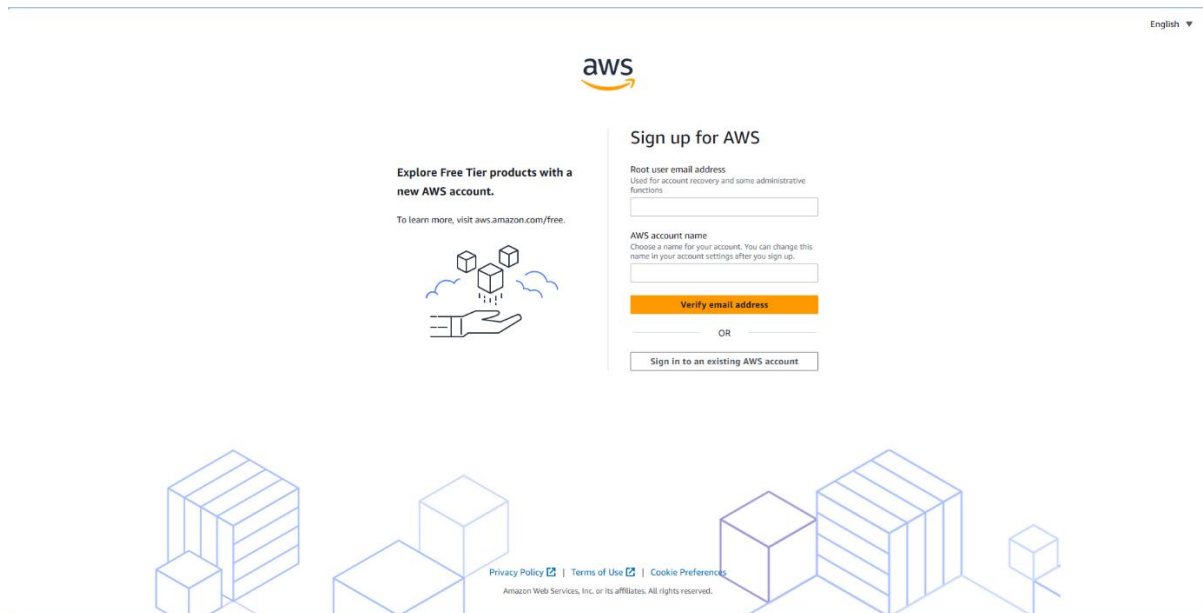 English ▼
aws
Explore Free Tier products with a
new AWS account.
To learn more, visit aws.amazon.com/free.
Sign up for AWS
Root user email address
Used for account recovery and some administrative
functions
AWS account name
Choose a name for your account. You can change this
name in your account settings after you sign up.
Verify email address
OR
Sign in to an existing AWS account
Privacy Policy | Terms of Use | Cookie Preferences
Amazon Web Services, Inc. or its affiliates. All rights reserved.